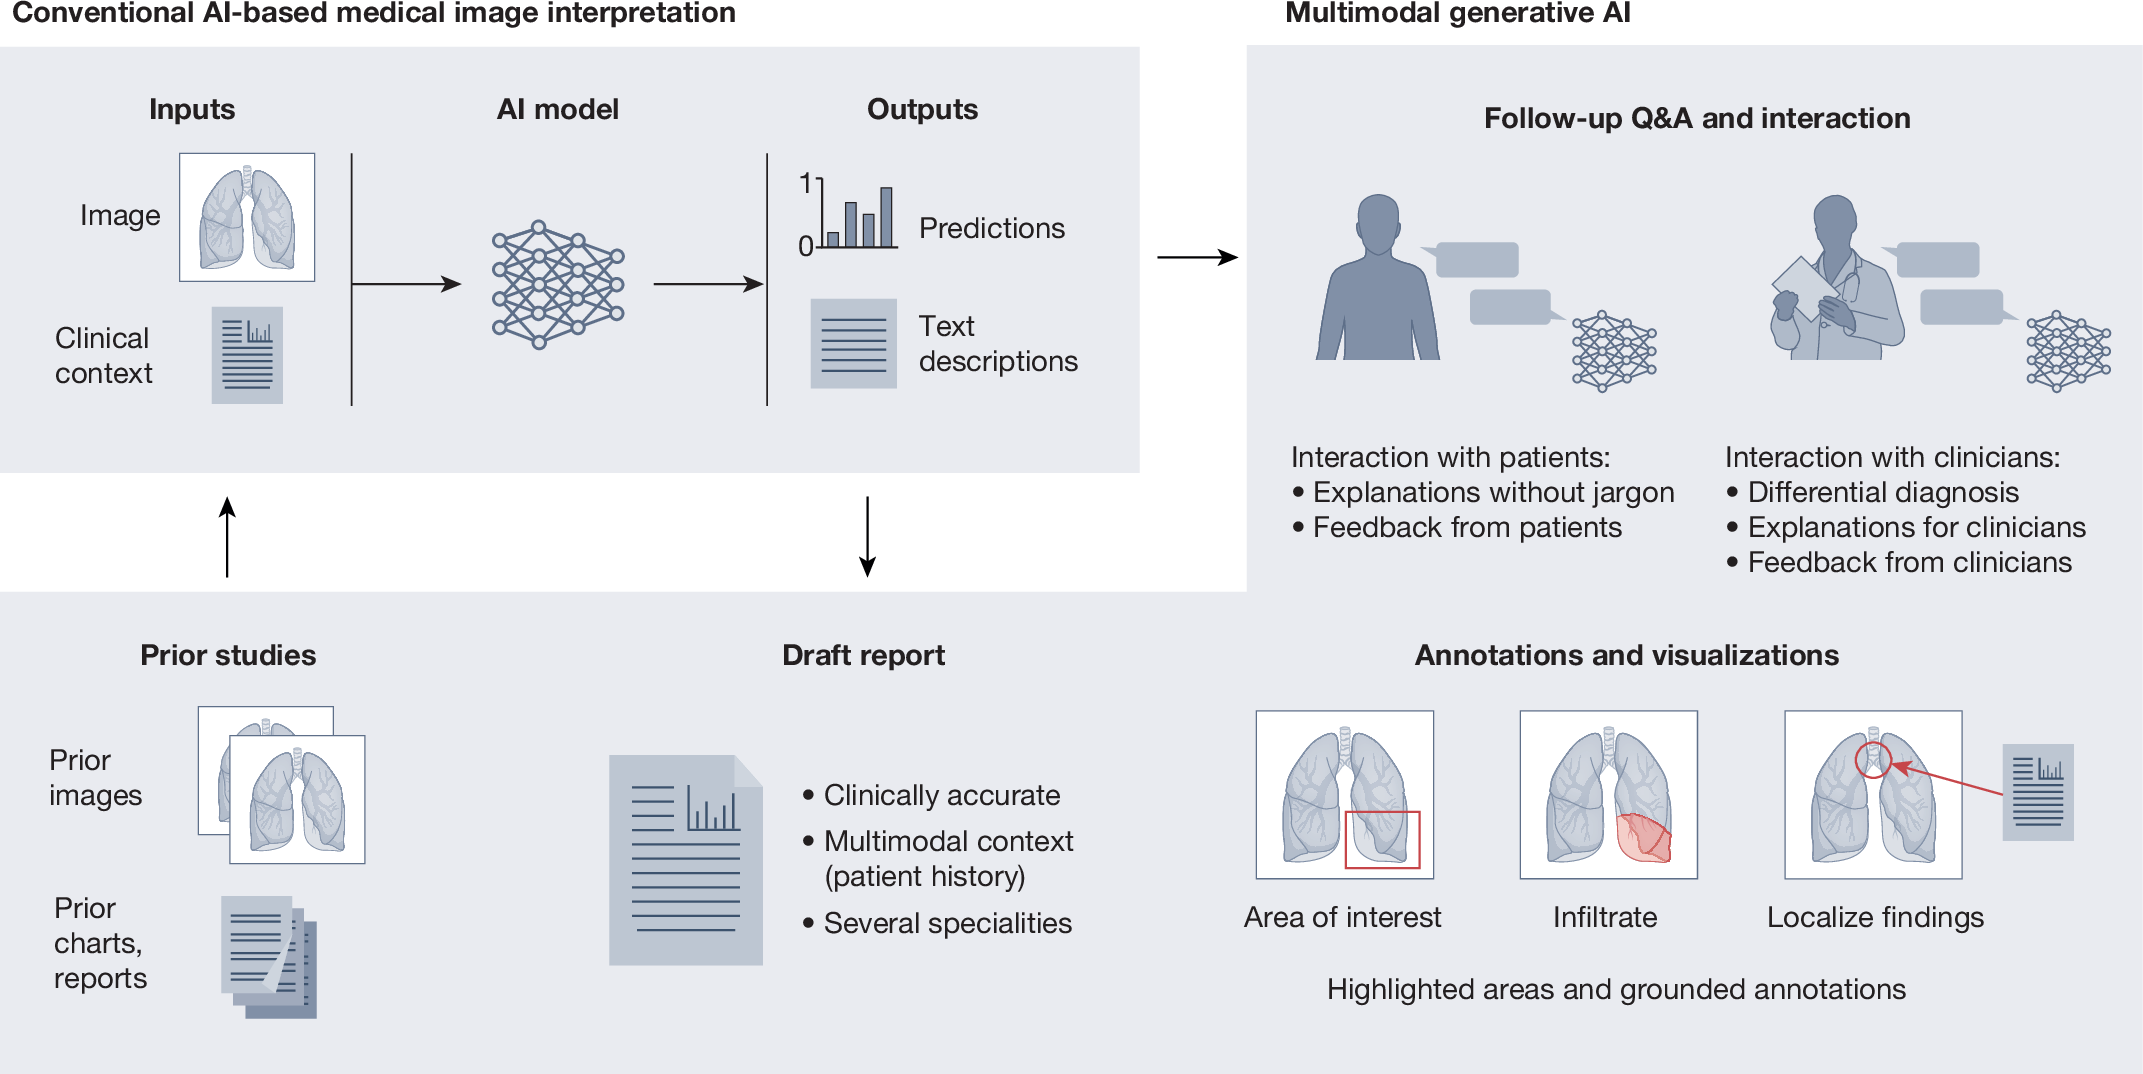 Conventional AI-based medical image interpretation
Inputs
AI model
Outputs
Image
Clinical
context
1
0
Predictions
Text
descriptions
Multimodal generative AI
Follow-up Q&A and interaction
Interaction with patients:
• Explanations without jargon
• Feedback from patients
Interaction with clinicians:
• Differential diagnosis
• Explanations for clinicians
• Feedback from clinicians
Prior studies
Prior
images
Prior
charts,
reports
Draft report
• Clinically accurate
• Multimodal context
(patient history)
• Several specialities
Annotations and visualizations
Area of interest
Infiltrate
Localize findings
Highlighted areas and grounded annotations